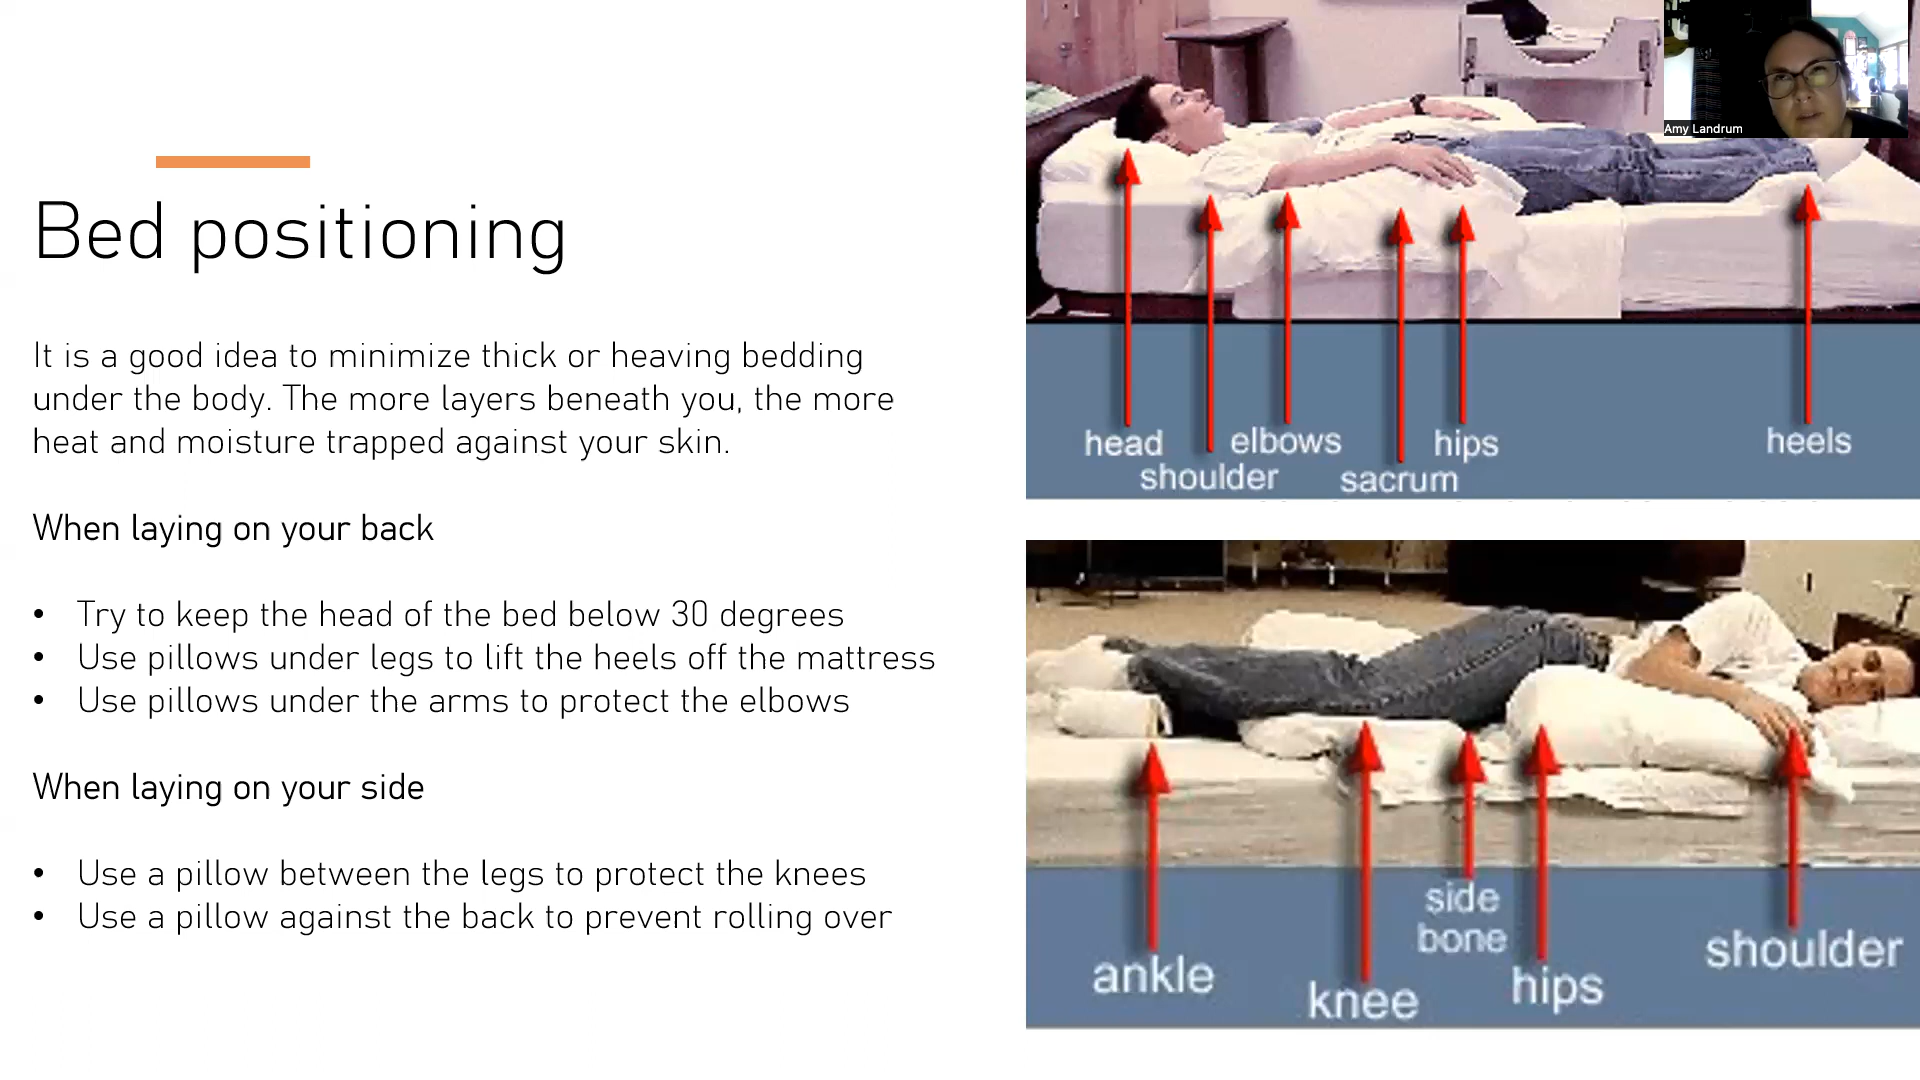 Amy Landrum
Bed positioning
It is a good idea to minimize thick or heaving bedding
under the body. The more layers beneath you, the more
heat and moisture trapped against your skin.
When laying on your back
• Try to keep the head of the bed below 30 degrees
• Use pillows under legs to lift the heels off the mattress
• Use pillows under the arms to protect the elbows
When laying on your side
• Use a pillow between the legs to protect the knees
• Use a pillow against the back to prevent rolling over
head
shoulder
elbows
sacrum
hips
heels
ankle
knee
side
bone
hips
shoulder